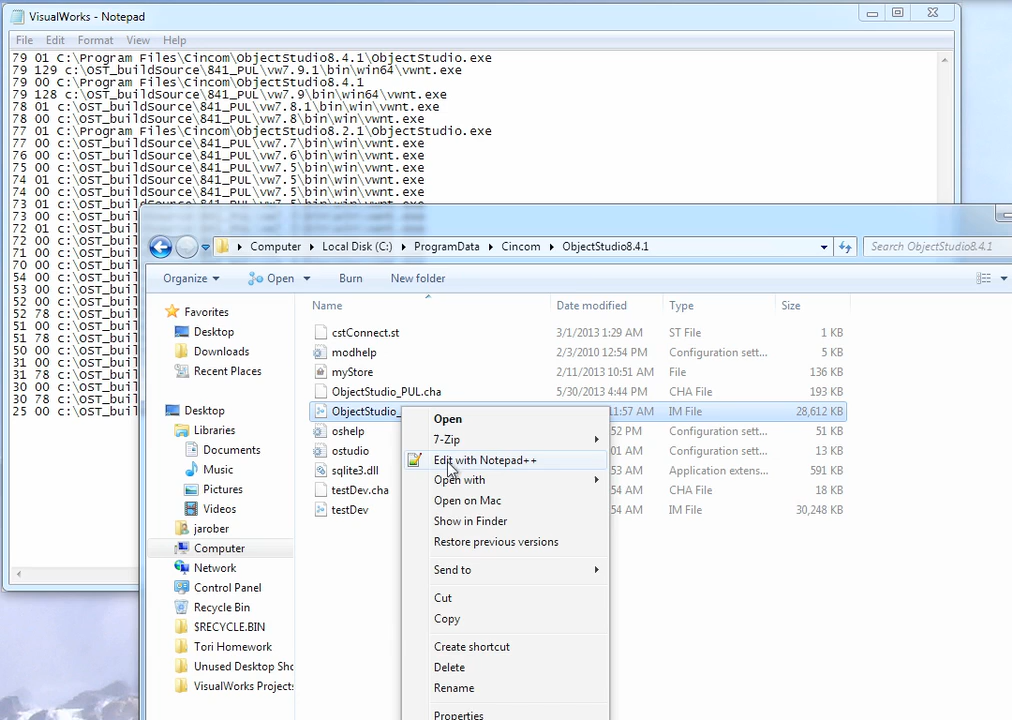 VisualWorks - Notepad
File Edit Format View Help
79 01 C:\Program Files\Cincom\ObjectStudio8.4.1\ObjectStudio.exe
79 129 c:\OST_buildSource\841_PUL\vw7.9.1\bin\win64\vwnt.exe
79 00 C:\Program Files\Cincom\ObjectStudio8.4.1
79 128 c:\OST_buildSource\841_PUL\vw7.9\bin\win64\vwnt.exe
78 01 c:\OST_buildSource\841_PUL\vw7.8.1\bin\win\vwnt.exe
78 00 c:\OST_buildSource\841_PUL\vw7.8\bin\win\vwnt.exe
77 01 C:\Program Files\Cincom\ObjectStudio8.2.1\ObjectStudio.exe
77 00 c:\OST_buildSource\841_PUL\vw7.7\bin\win\vwnt.exe
76 00 c:\OST_buildSource\841_PUL\vw7.6\bin\win\vwnt.exe
75 00 c:\OST_buildSource\841_PUL\vw7.5\bin\win\vwnt.exe
74 01 c:\OST_buildSource\841_PUL\vw7.5\bin\win\vwnt.exe
74 00 c:\OST_buildSource\841_PUL\vw7.5\bin\win\vwnt.exe
73 01 c:\OST_buil
73 00 c:\OST_buil
72 01 c:\OST_buil
72 00 c:\OST_buil
71 00 c:\OST_buil
70 00 c:\OST_buil
54 00 c:\OST_buil
53 00 c:\OST_buil
52 00 c:\OST_buil
52 78 c:\OST_buil
51 00 c:\OST_buil
51 78 c:\OST_buil
50 00 c:\OST_buil
31 00 c:\OST_buil
31 78 c:\OST_buil
30 00 c:\OST_buil
30 78 c:\OST_buil
25 00 c:\OST_buil
Computer Local Disk (C:) ProgramData Cincom ObjectStudio8.4.1
Search ObjectStudio8.4.1
Organize Open Burn New folder
Favorites
Desktop
Downloads
Recent Places
Desktop
Libraries
Documents
Music
Pictures
Videos
jarober
Computer
Network
Control Panel
Recycle Bin
$RECYCLE.BIN
Tori Homework
Unused Desktop Sho
VisualWorks Projects
Name Date modified Type Size
cstConnect.st 3/1/2013 1:29 AM ST File 1 KB
modhelp 2/3/2010 12:54 PM Configuration sett... 5 KB
myStore 2/11/2013 10:51 AM File 136 KB
ObjectStudio_PUL.cha 5/30/2013 4:44 PM CHA File 193 KB
ObjectStudio_ 11:57 AM IM File 28,612 KB
oshelp 52 PM Configuration sett... 51 KB
ostudio 52 PM Configuration sett... 13 KB
sqlite3.dll 53 AM Application extens... 591 KB
testDev.cha 54 AM CHA File 18 KB
testDev 54 AM IM File 30,248 KB
Open
7-Zip
Edit with Notepad++
Open with
Open on Mac
Show in Finder
Restore previous versions
Send to
Cut
Copy
Create shortcut
Delete
Rename
Properties